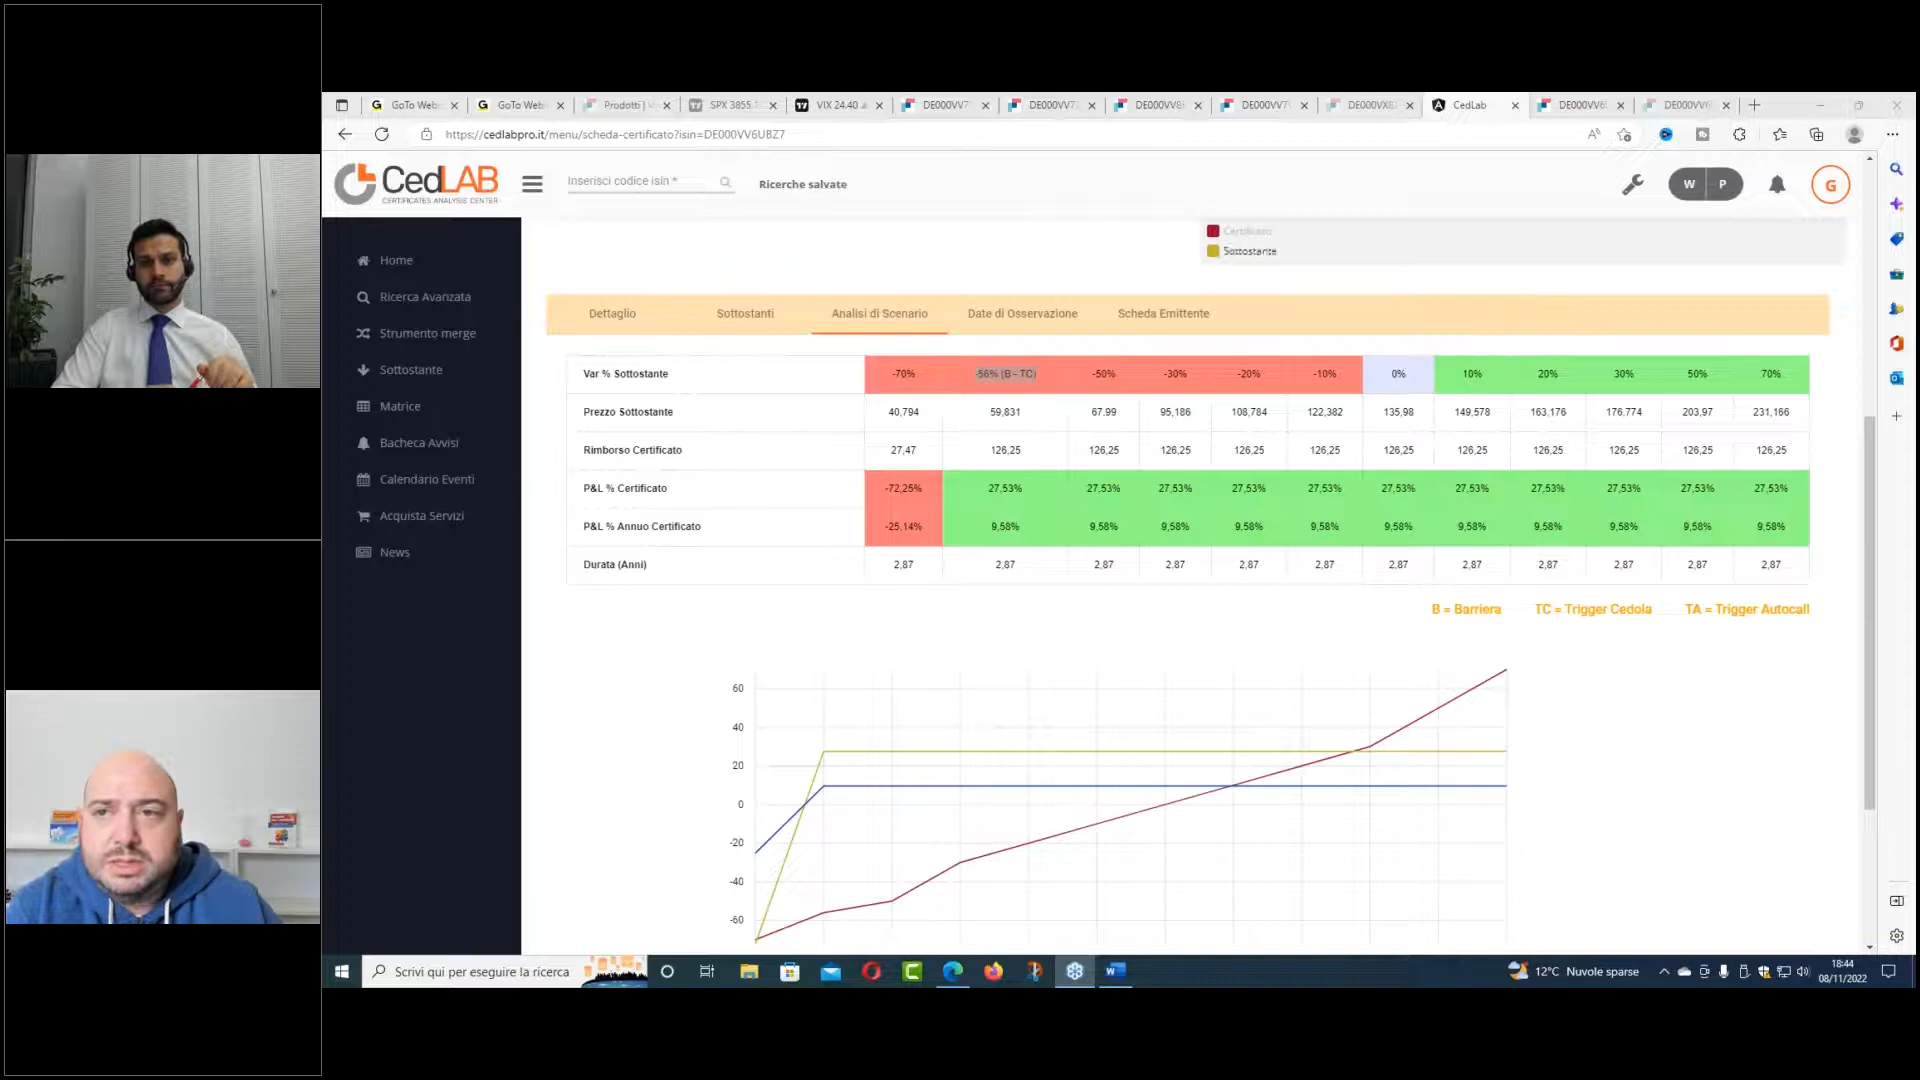 GoTo Web
GoTo Web
Prodotti |
SPX 3855.
VIX 24.40
DE000VV7
DE000VV7
DE000VV8
DE000VV7
DE000VX8
CedLab
DE000VV6
DE000VV6
https://cedlabpro.it/menu/scheda-certificato?isin=DE000VV6UBZ7
CedLAB
CERTIFICATES ANALYSIS CENTER
Inserisci codice isin *
Ricerche salvate
W P
G
Home
Ricerca Avanzata
Strumento merge
Sottostante
Matrice
Bacheca Avvisi
Calendario Eventi
Acquista Servizi
News
Certificato
Sottostante
Dettaglio Sottostanti Analisi di Scenario Date di Osservazione Scheda Emittente
Var % Sottostante -70% -56% (B - TC) -50% -30% -20% -10% 0% 10% 20% 30% 50% 70%
Prezzo Sottostante 40,794 59,831 67,99 95,186 108,784 122,382 135,98 149,578 163,176 176,774 203,97 231,166
Rimborso Certificato 27,47 126,25 126,25 126,25 126,25 126,25 126,25 126,25 126,25 126,25 126,25 126,25
P&L % Certificato -72,25% 27,53% 27,53% 27,53% 27,53% 27,53% 27,53% 27,53% 27,53% 27,53% 27,53% 27,53%
P&L % Annuo Certificato -25,14% 9,58% 9,58% 9,58% 9,58% 9,58% 9,58% 9,58% 9,58% 9,58% 9,58% 9,58%
Durata (Anni) 2,87 2,87 2,87 2,87 2,87 2,87 2,87 2,87 2,87 2,87 2,87 2,87
B = Barriera TC = Trigger Cedola TA = Trigger Autocall
60
40
20
0
-20
-40
-60
Scrivi qui per eseguire la ricerca
12°C Nuvole sparse
18:44
08/11/2022